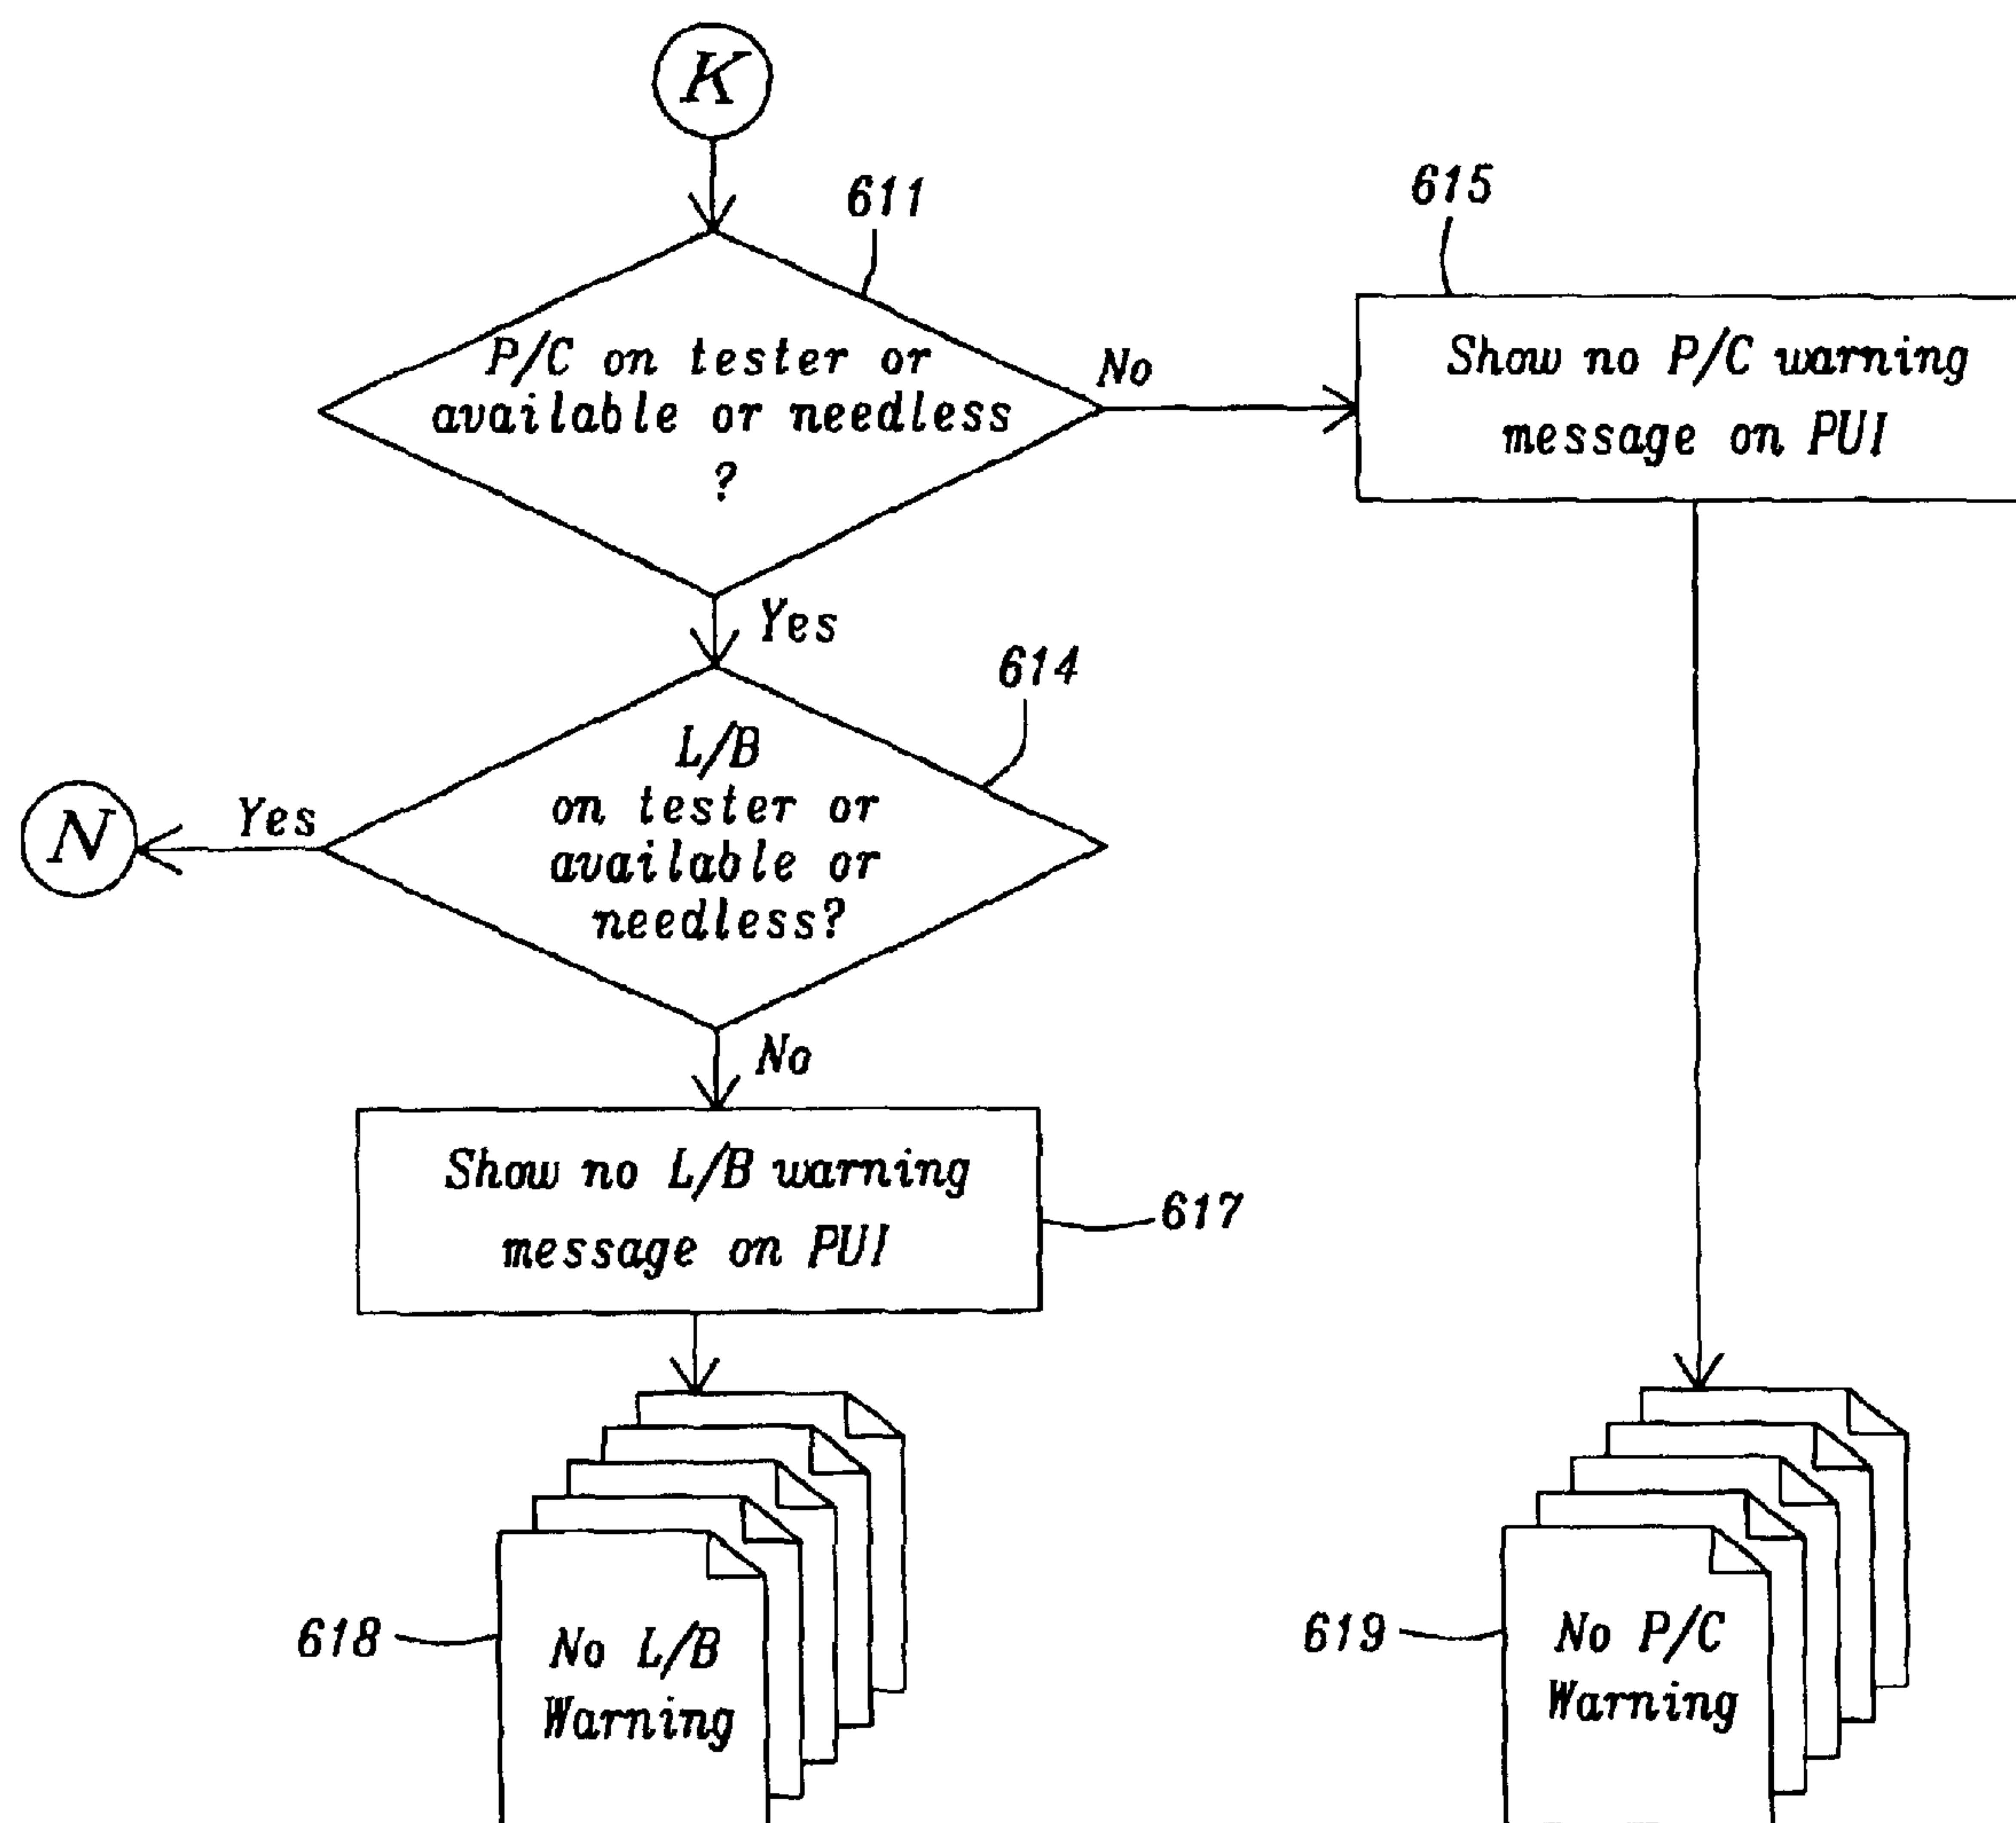 K
611
615
P/C on tester or
available or needless
?
No
Show no P/C warning
message on PUI
Yes
614
L/B
on tester or
available or
needless?
Yes
N
No
Show no L/B warning
message on PUI
617
618
No L/B
Warning
619
No P/C
Warning